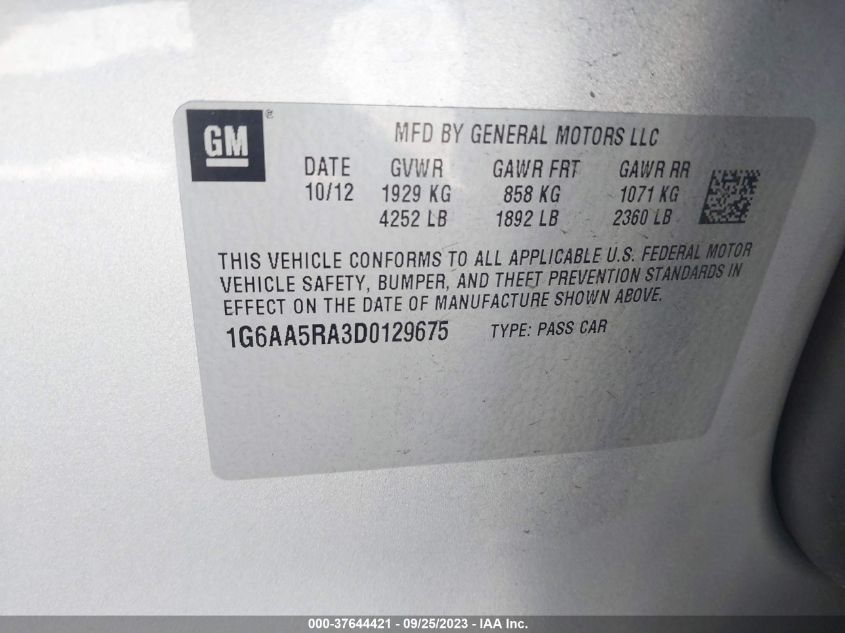 GM®
MFD BY GENERAL MOTORS LLC
DATE GVWR GAWR FRT GAWR RR
10/12 1929 KG 858 KG 1071 KG
4252 LB 1892 LB 2360 LB
THIS VEHICLE CONFORMS TO ALL APPLICABLE U.S. FEDERAL MOTOR
VEHICLE SAFETY, BUMPER, AND THEFT PREVENTION STANDARDS IN
EFFECT ON THE DATE OF MANUFACTURE SHOWN ABOVE.
1G6AA5RA3D0129675 TYPE: PASS CAR
000-37644421 - 09/25/2023 - IAA Inc.